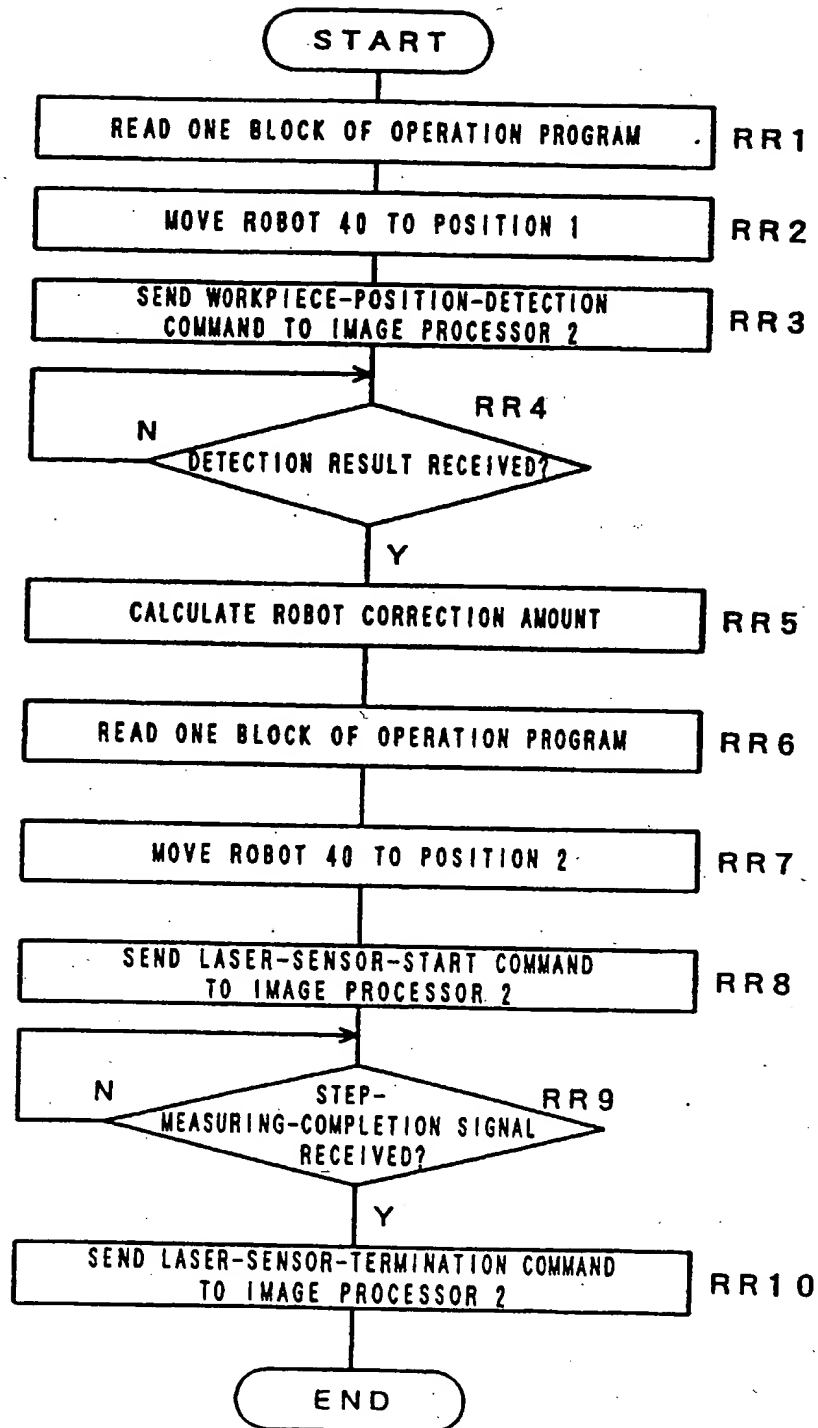 START
READ ONE BLOCK OF OPERATION PROGRAM
RR1
MOVE ROBOT 40 TO POSITION 1
RR2
SEND WORKPIECE-POSITION-DETECTION
COMMAND TO IMAGE PROCESSOR 2
RR3
RR4
N
DETECTION RESULT RECEIVED?
Y
CALCULATE ROBOT CORRECTION AMOUNT
RR5
READ ONE BLOCK OF OPERATION PROGRAM
RR6
MOVE ROBOT 40 TO POSITION 2
RR7
SEND LASER-SENSOR-START COMMAND
TO IMAGE PROCESSOR 2
RR8
N
STEP-
RR9
MEASURING-COMPLETION SIGNAL
RECEIVED?
Y
SEND LASER-SENSOR-TERMINATION COMMAND
TO IMAGE PROCESSOR 2
RR10
END